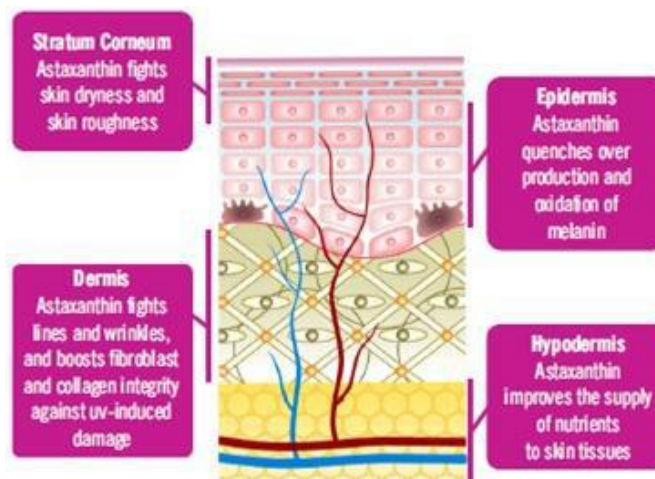 Stratum Corneum
Astaxanthin fights
skin dryness and
skin roughness
Epidermis
Astaxanthin
quenches over
production and
oxidation of
melanin
Dermis
Astaxanthin fights
lines and wrinkles,
and boosts fibroblast
and collagen integrity
against uv-induced
damage
Hypodermis
Astaxanthin
improves the supply
of nutrients
to skin tissues